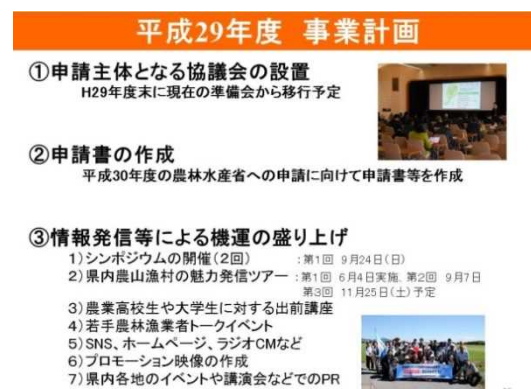 平成29年度 事業計画
①申請主体となる協議会の設置
H29年度末に現在の準備会から移行予定
②申請書の作成
平成30年度の農林水産省への申請に向けて申請書等を作成
③情報発信等による機運の盛り上げ
1)シンポジウムの開催(2回) :第1回 9月24日(日)
2)県内農山漁村の魅力発信ツアー :第1回 6月4日実施、第2回 9月7日
第3回 11月25日(土)予定
3)農業高校生や大学生に対する出前講座
4)若手農林漁業者トークイベント
5)SNS、ホームページ、ラジオCMなど
6)プロモーション映像の作成
7)県内各地のイベントや講演会などでのPR